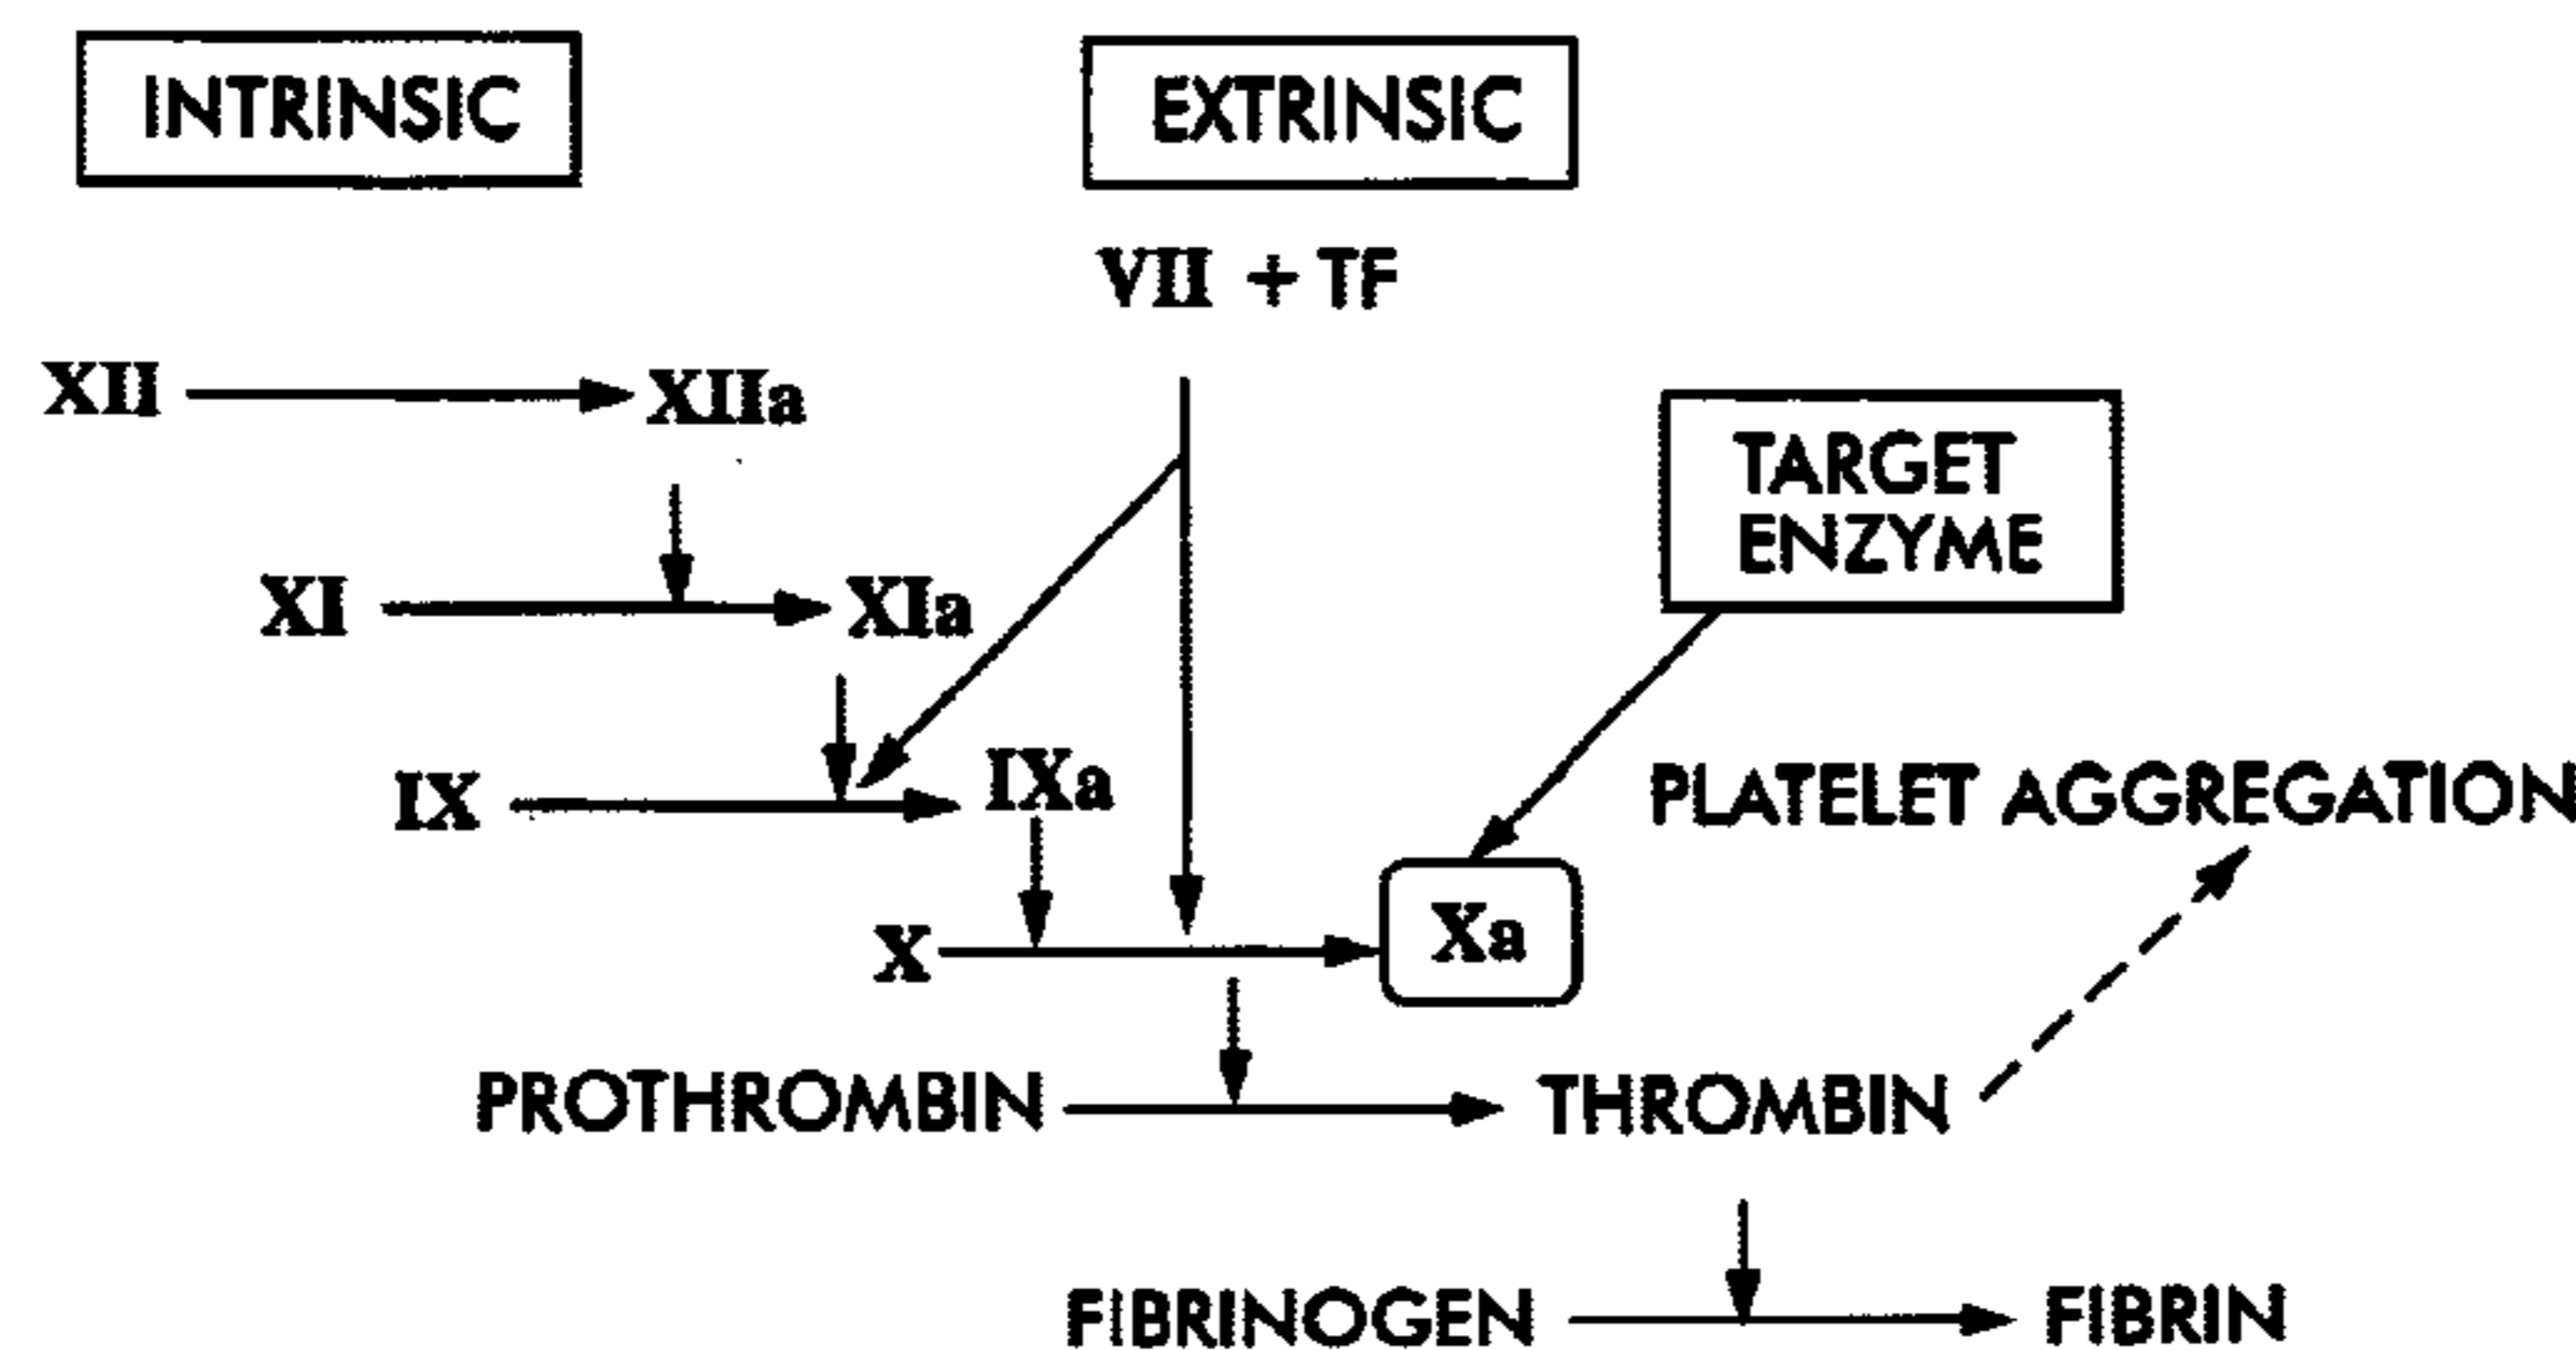 INTRINSIC
EXTRINSIC
VII + TF
XII
XIIa
TARGET
ENZYME
XI
XIa
IX
IXa
PLATELET AGGREGATION
X
Xa
PROTHROMBIN
THROMBIN
FIBRINOGEN
FIBRIN